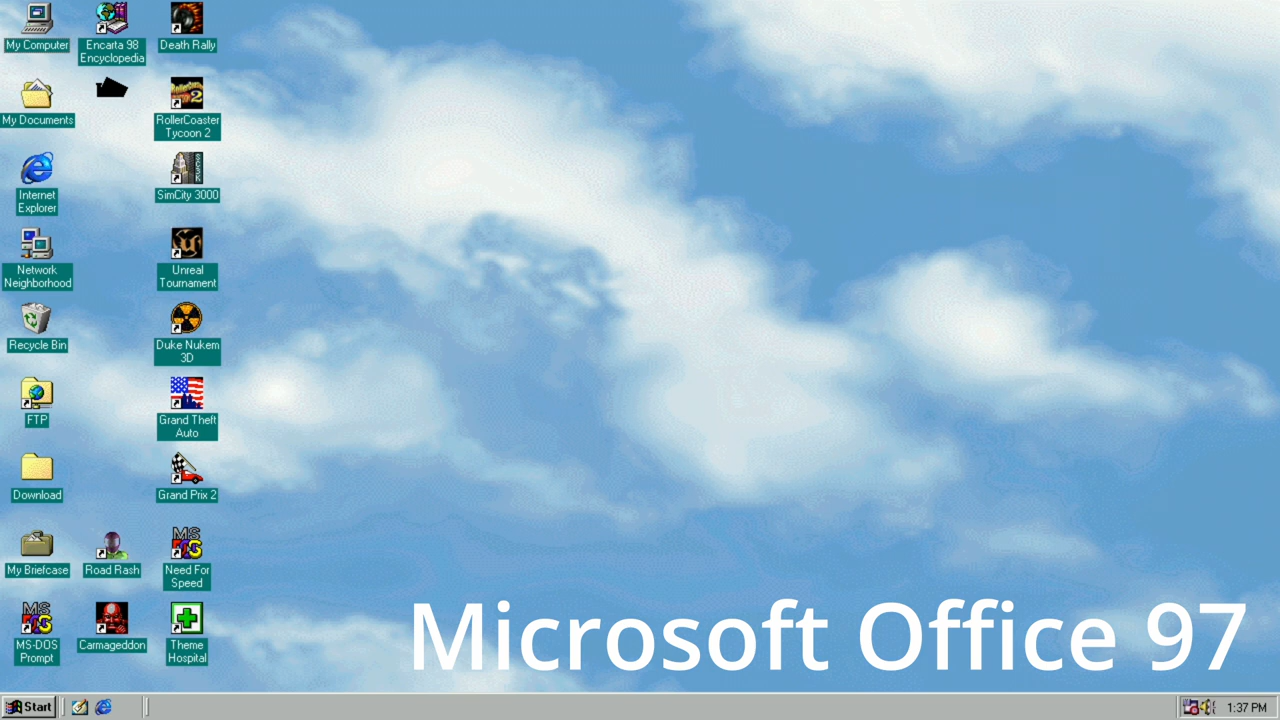 My Computer
Encarta 98
Encyclopedia
Death Rally
My Documents
RollerCoaster
Tycoon 2
Internet
Explorer
SimCity 3000
Network
Neighborhood
Unreal
Tournament
Recycle Bin
Duke Nukem
3D
FTP
Grand Theft
Auto
Download
Grand Prix 2
My Briefcase
Road Rash
Need For
Speed
MS-DOS
Prompt
Carmageddon
Theme
Hospital
Microsoft Office 97
Start
1:37 PM